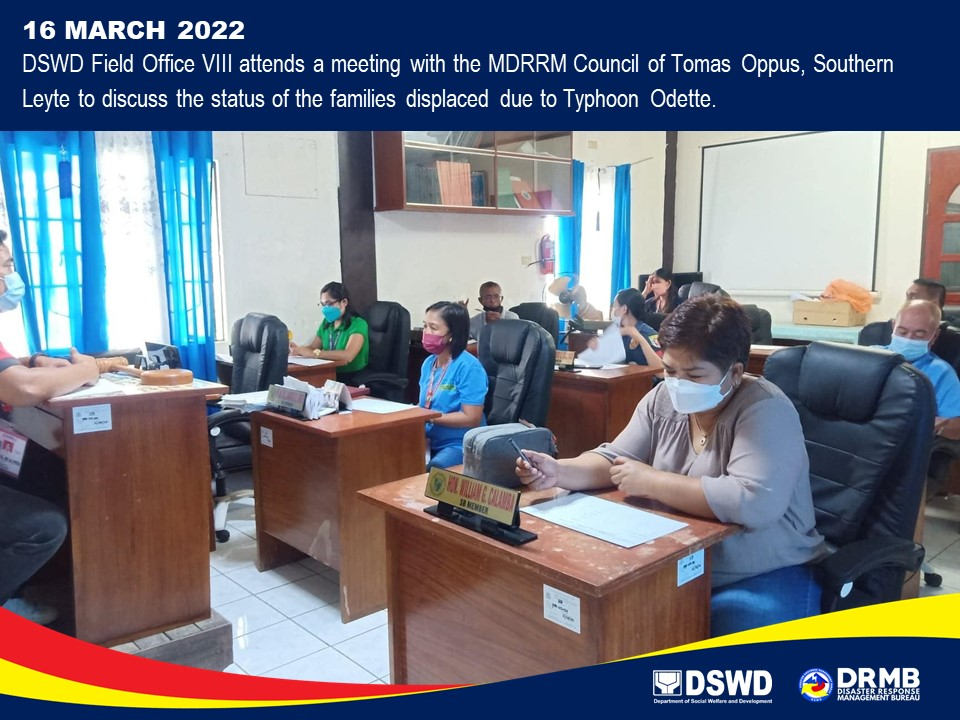 16 MARCH 2022
DSWD Field Office VIII attends a meeting with the MDRRM Council of Tomas Oppus, Southern
Leyte to discuss the status of the families displaced due to Typhoon Odette.
HON. WILLIAM G. CALAMBA
SB MEMBER
DSWD
Department of Social Welfare and Development
DRMB
DISASTER RESPONSE
MANAGEMENT BUREAU